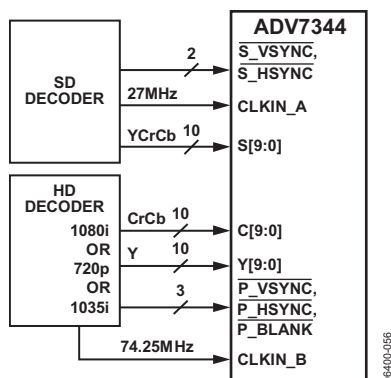 ADV7344
SD
DECODER
2
S_VSYNC,
S_HSYNC
27MHz
CLKIN_A
YCrCb 10
S[9:0]
HD
DECODER
1080i
OR
720p
OR
1035i
CrCb 10
C[9:0]
Y 10
Y[9:0]
3
P_VSYNC,
P_HSYNC,
P_BLANK
74.25MHz
CLKIN_B
06400-056